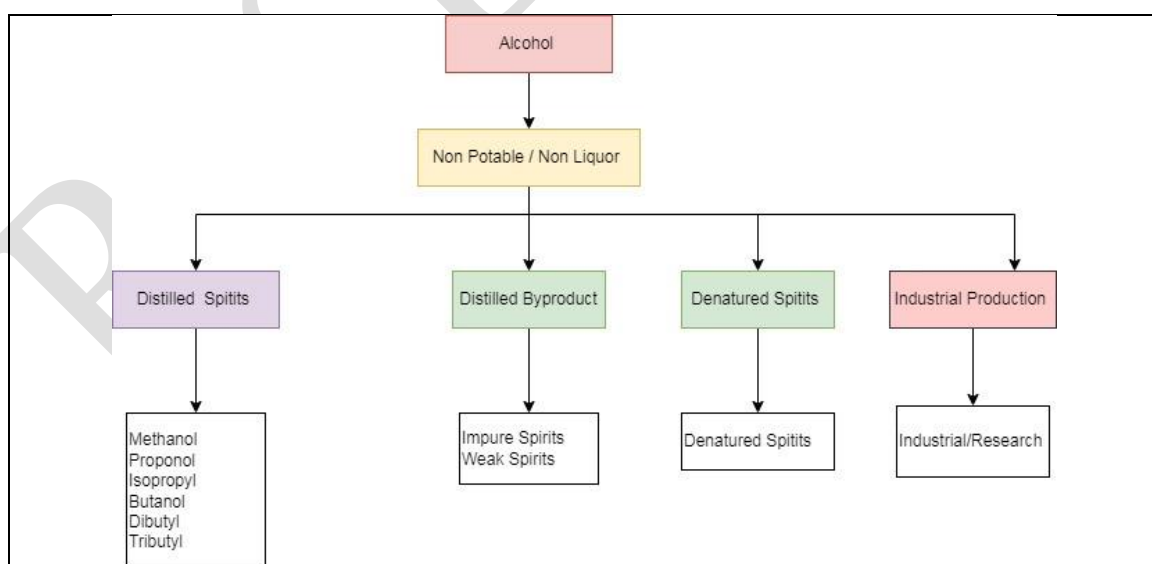 Alcohol
Non Potable / Non Liquor
Distilled Spitits
Distilled Byproduct
Denatured Spitits
Industrial Production
Methanol
Proponol
Isopropyl
Butanol
Dibutyl
Tributyl
Impure Spirits
Weak Spirits
Denatured Spitits
Industrial/Research